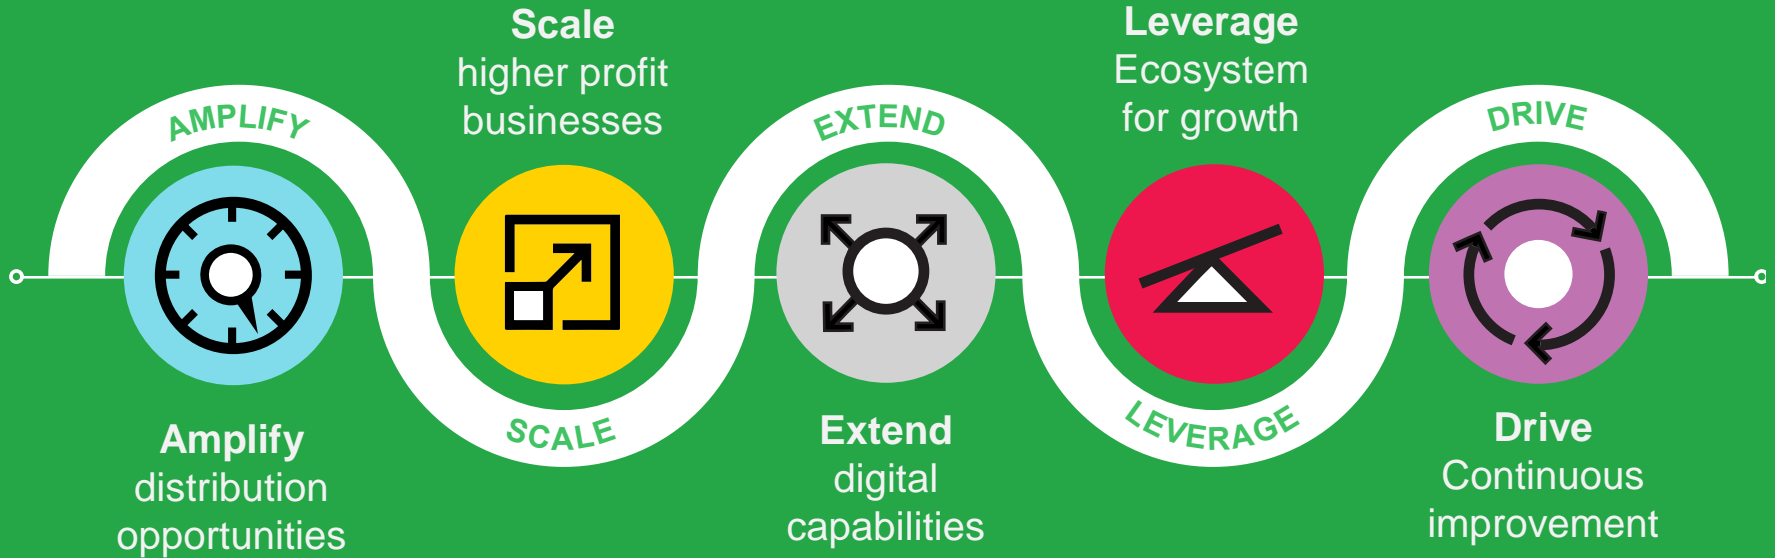 AMPLIFY
Amplify
distribution
opportunities
Scale
higher profit
businesses
SCALE
EXTEND
Extend
digital
capabilities
Leverage
Ecosystem
for growth
LEVERAGE
DRIVE
Drive
Continuous
improvement